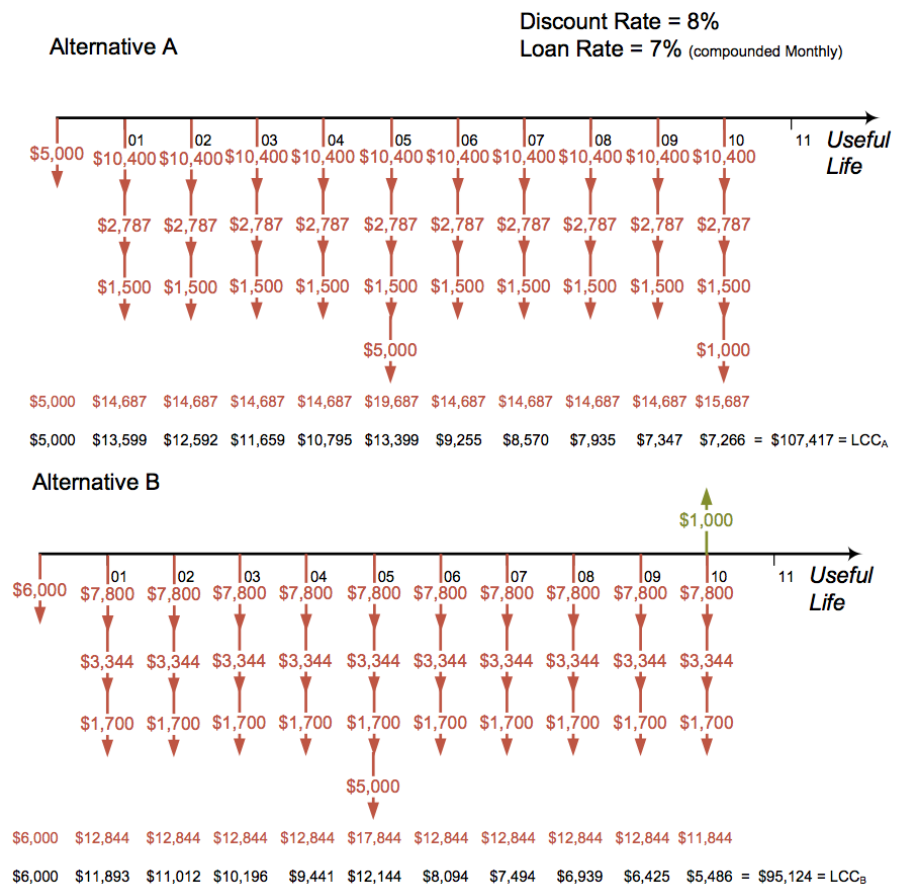 Discount Rate = 8%
Alternative A
Loan Rate = 7% (compounded Monthly)
01 02 03 04 05 06 07 08 09 10 11 Useful
$5,000 $10,400 $10,400 $10,400 $10,400 $10,400 $10,400 $10,400 $10,400 $10,400 $10,400 Life
$2,787 $2,787 $2,787 $2,787 $2,787 $2,787 $2,787 $2,787 $2,787 $2,787
$1,500 $1,500 $1,500 $1,500 $1,500 $1,500 $1,500 $1,500 $1,500 $1,500
$5,000 $1,000
$5,000 $14,687 $14,687 $14,687 $14,687 $19,687 $14,687 $14,687 $14,687 $14,687 $15,687
$5,000 $13,599 $12,592 $11,659 $10,795 $13,399 $9,255 $8,570 $7,935 $7,347 $7,266 = $107,417 = LCCA
Alternative B
$1,000
01 02 03 04 05 06 07 08 09 10 11 Useful
$6,000 $7,800 $7,800 $7,800 $7,800 $7,800 $7,800 $7,800 $7,800 $7,800 $7,800 Life
$3,344 $3,344 $3,344 $3,344 $3,344 $3,344 $3,344 $3,344 $3,344 $3,344
$1,700 $1,700 $1,700 $1,700 $1,700 $1,700 $1,700 $1,700 $1,700 $1,700
$5,000
$6,000 $12,844 $12,844 $12,844 $12,844 $17,844 $12,844 $12,844 $12,844 $12,844 $11,844
$6,000 $11,893 $11,012 $10,196 $9,441 $12,144 $8,094 $7,494 $6,939 $6,425 $5,486 = $95,124 = LCCB